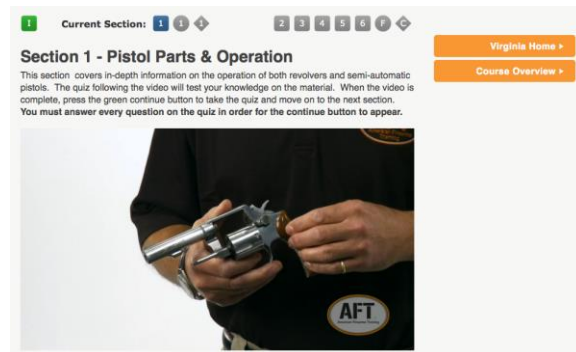 I Current Section: 1 1 1 2 3 4 5 6 F C
Virginia Home
Section 1 - Pistol Parts & Operation
Course Overview
This section covers in-depth information on the operation of both revolvers and semi-automatic
pistols. The quiz following the video will test your knowledge on the material. When the video is
complete, press the green continue button to take the quiz and move on to the next section.
You must answer every question on the quiz in order for the continue button to appear.
AFT